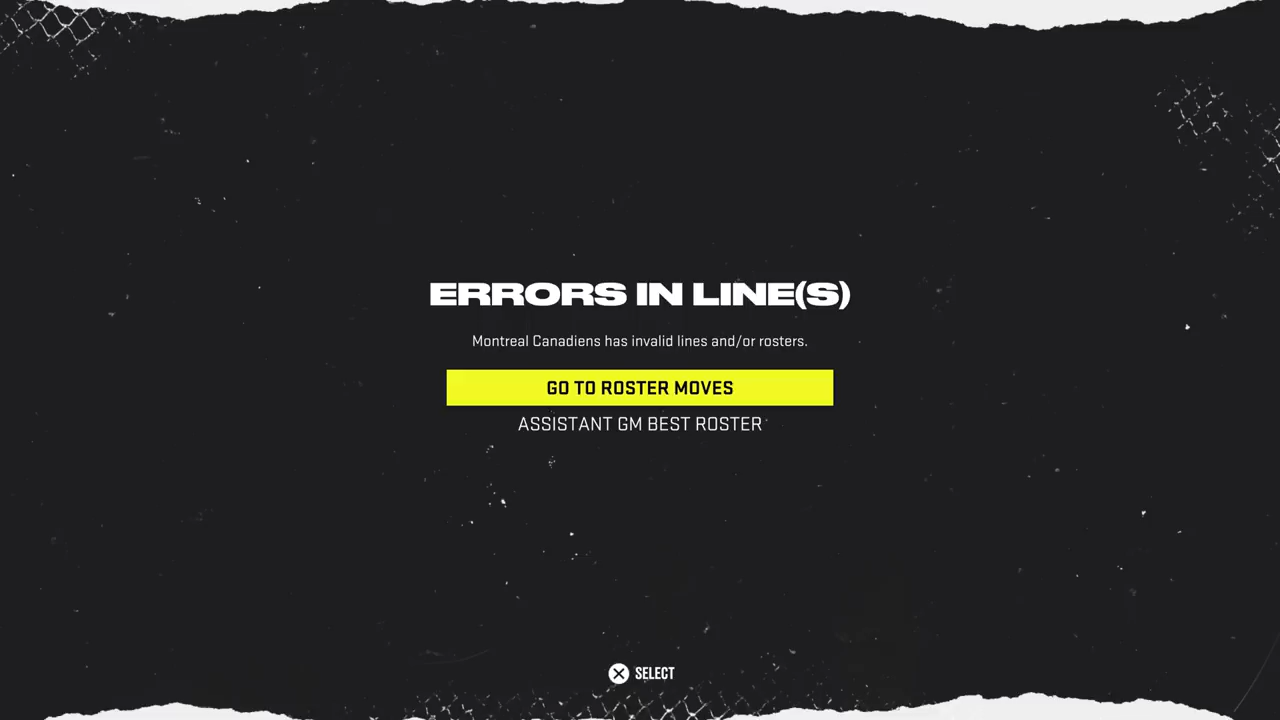 ERRORS IN LINE(S)
Montreal Canadiens has invalid lines and/or rosters.
GO TO ROSTER MOVES
ASSISTANT GM BEST ROSTER
SELECT